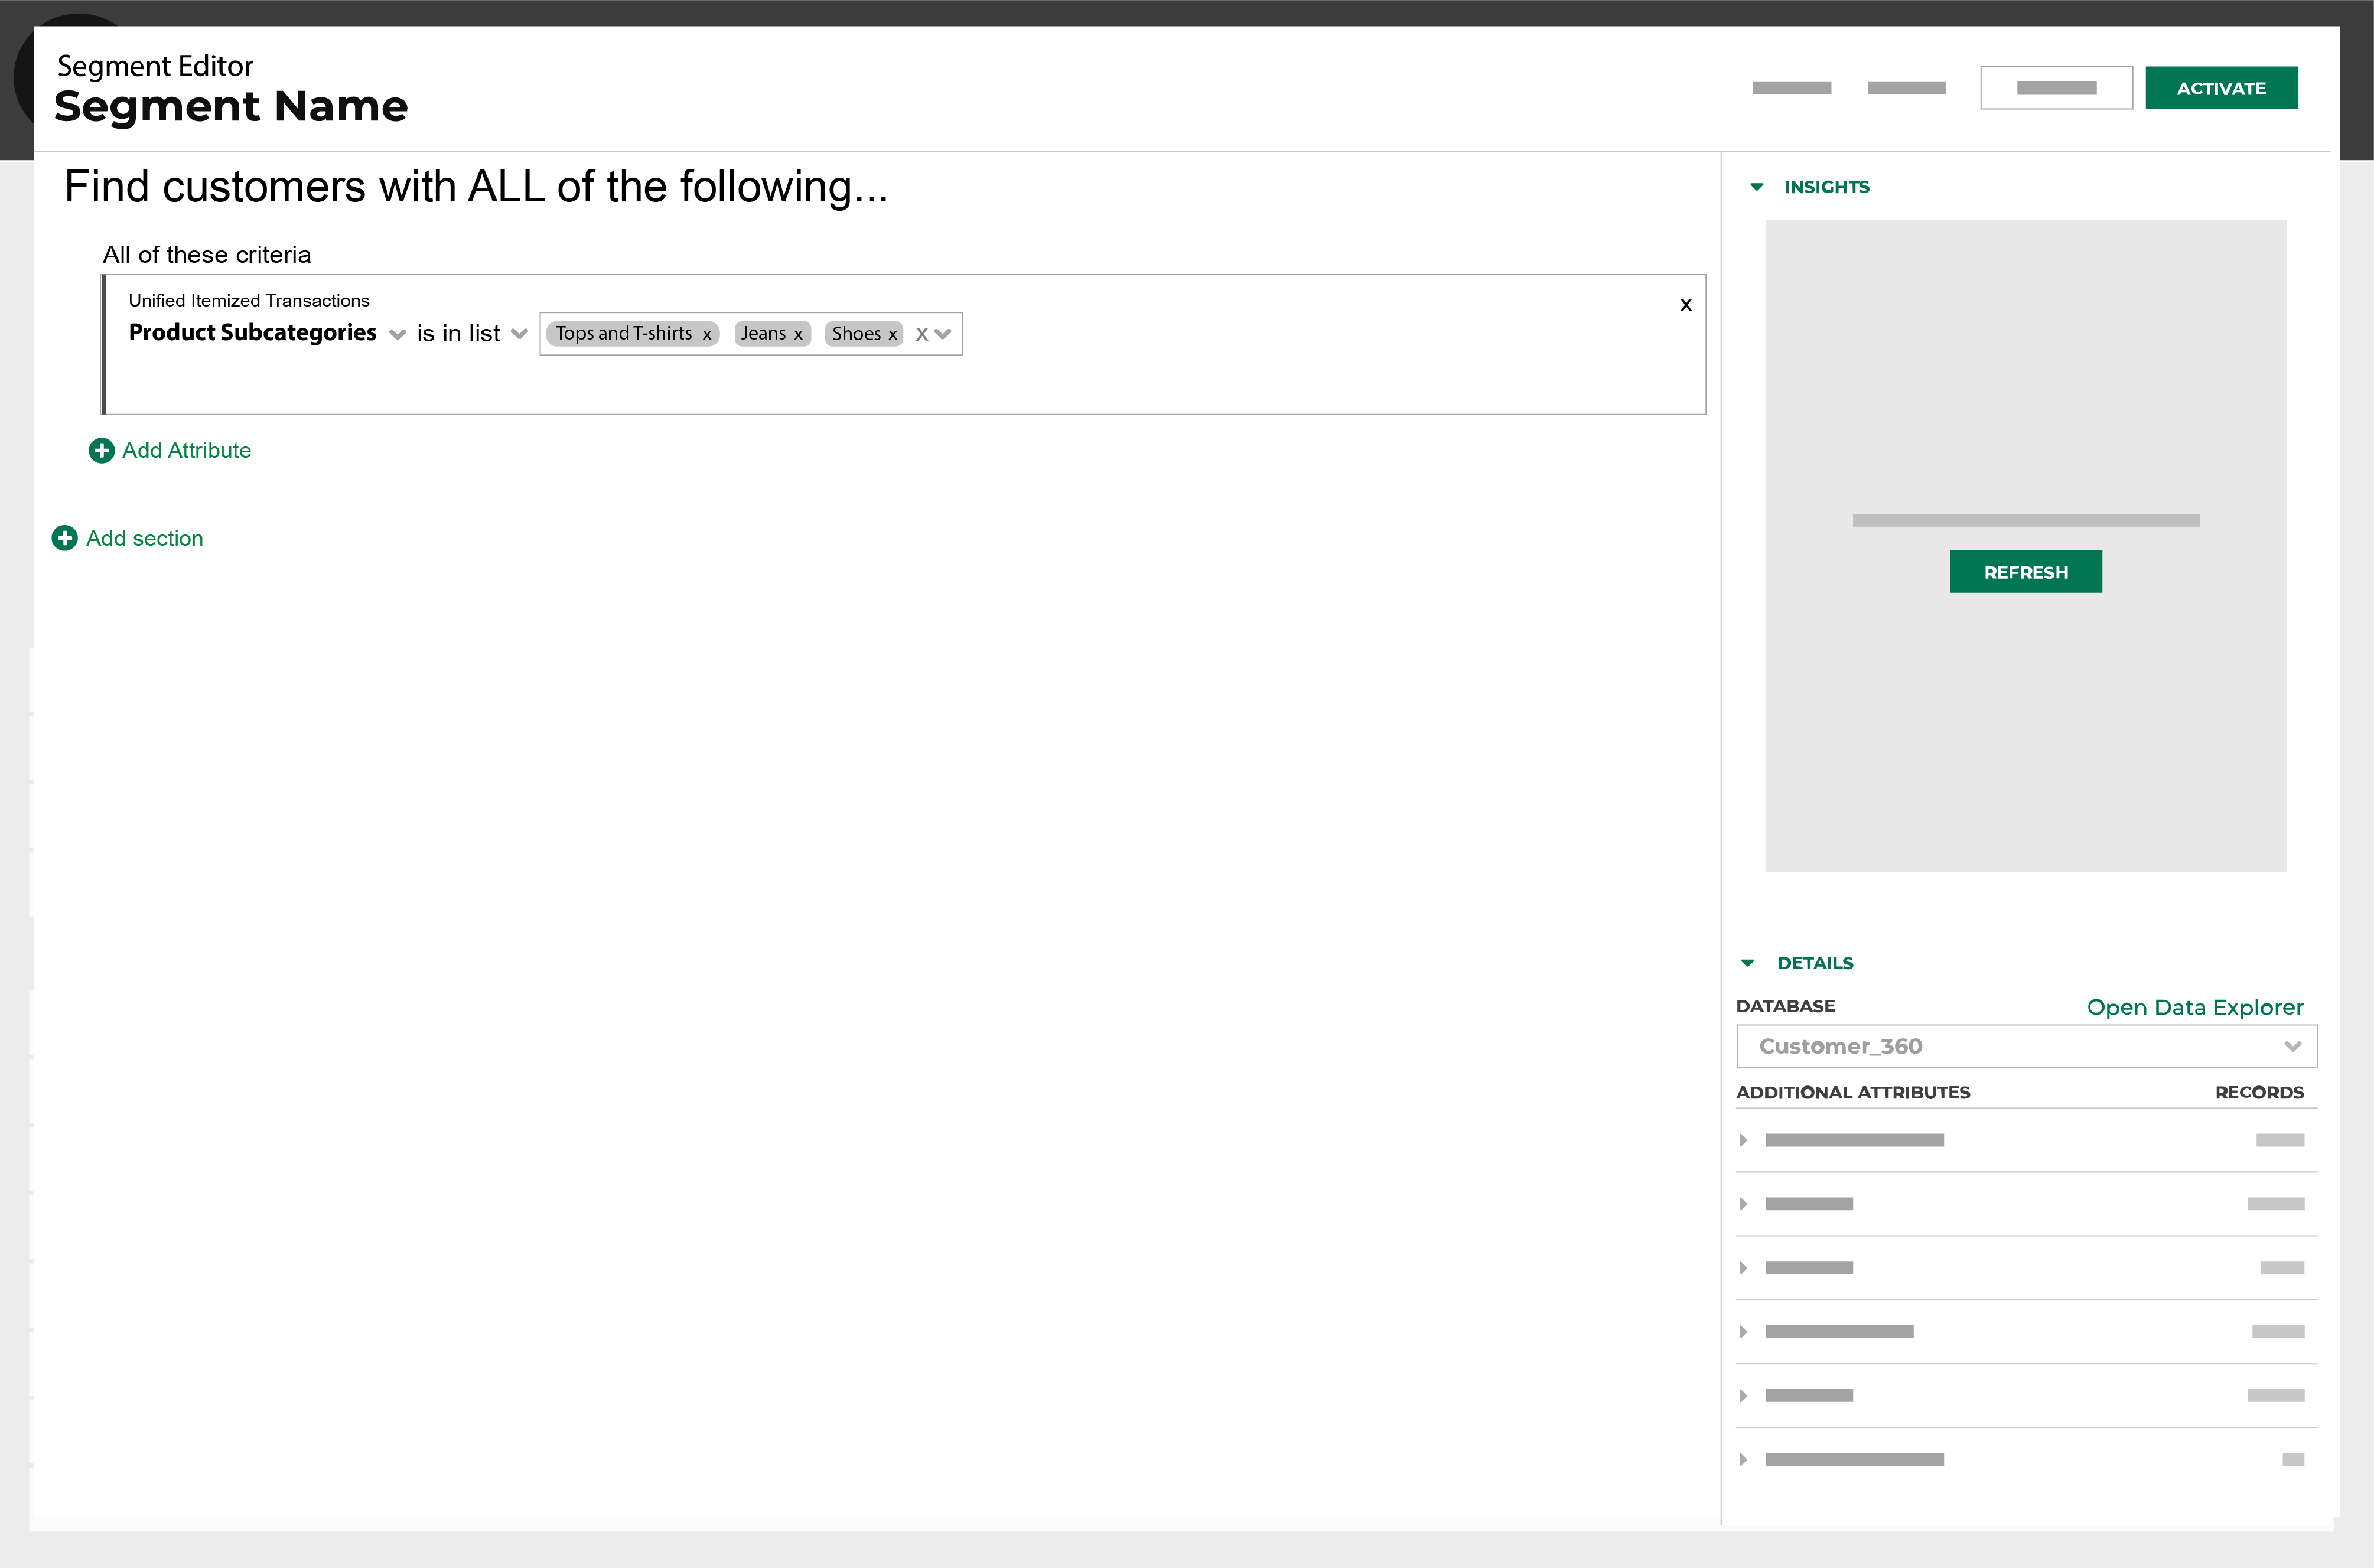 Segment Editor
Segment Name
ACTIVATE
Find customers with ALL of the following...
All of these criteria
Unified Itemized Transactions
x
Product Subcategories is in list Tops and T-shirts x Jeans x Shoes x x
Add Attribute
Add section
INSIGHTS
REFRESH
DETAILS
DATABASE Open Data Explorer
Customer_360
ADDITIONAL ATTRIBUTES RECORDS